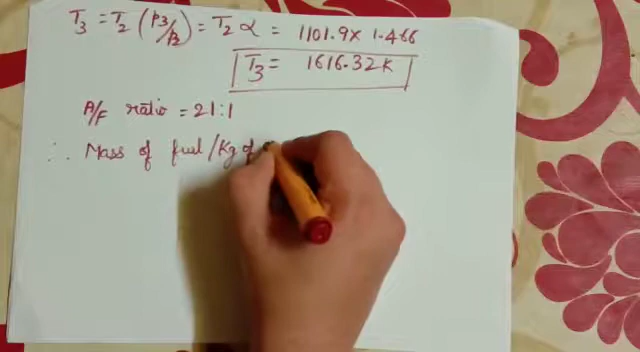 T3 = T2 (P3/P2) = T2 α = 1101.9 x 1.466
T3 = 1616.32 K
A/F ratio = 21:1
∴ Mass of fuel/Kg of